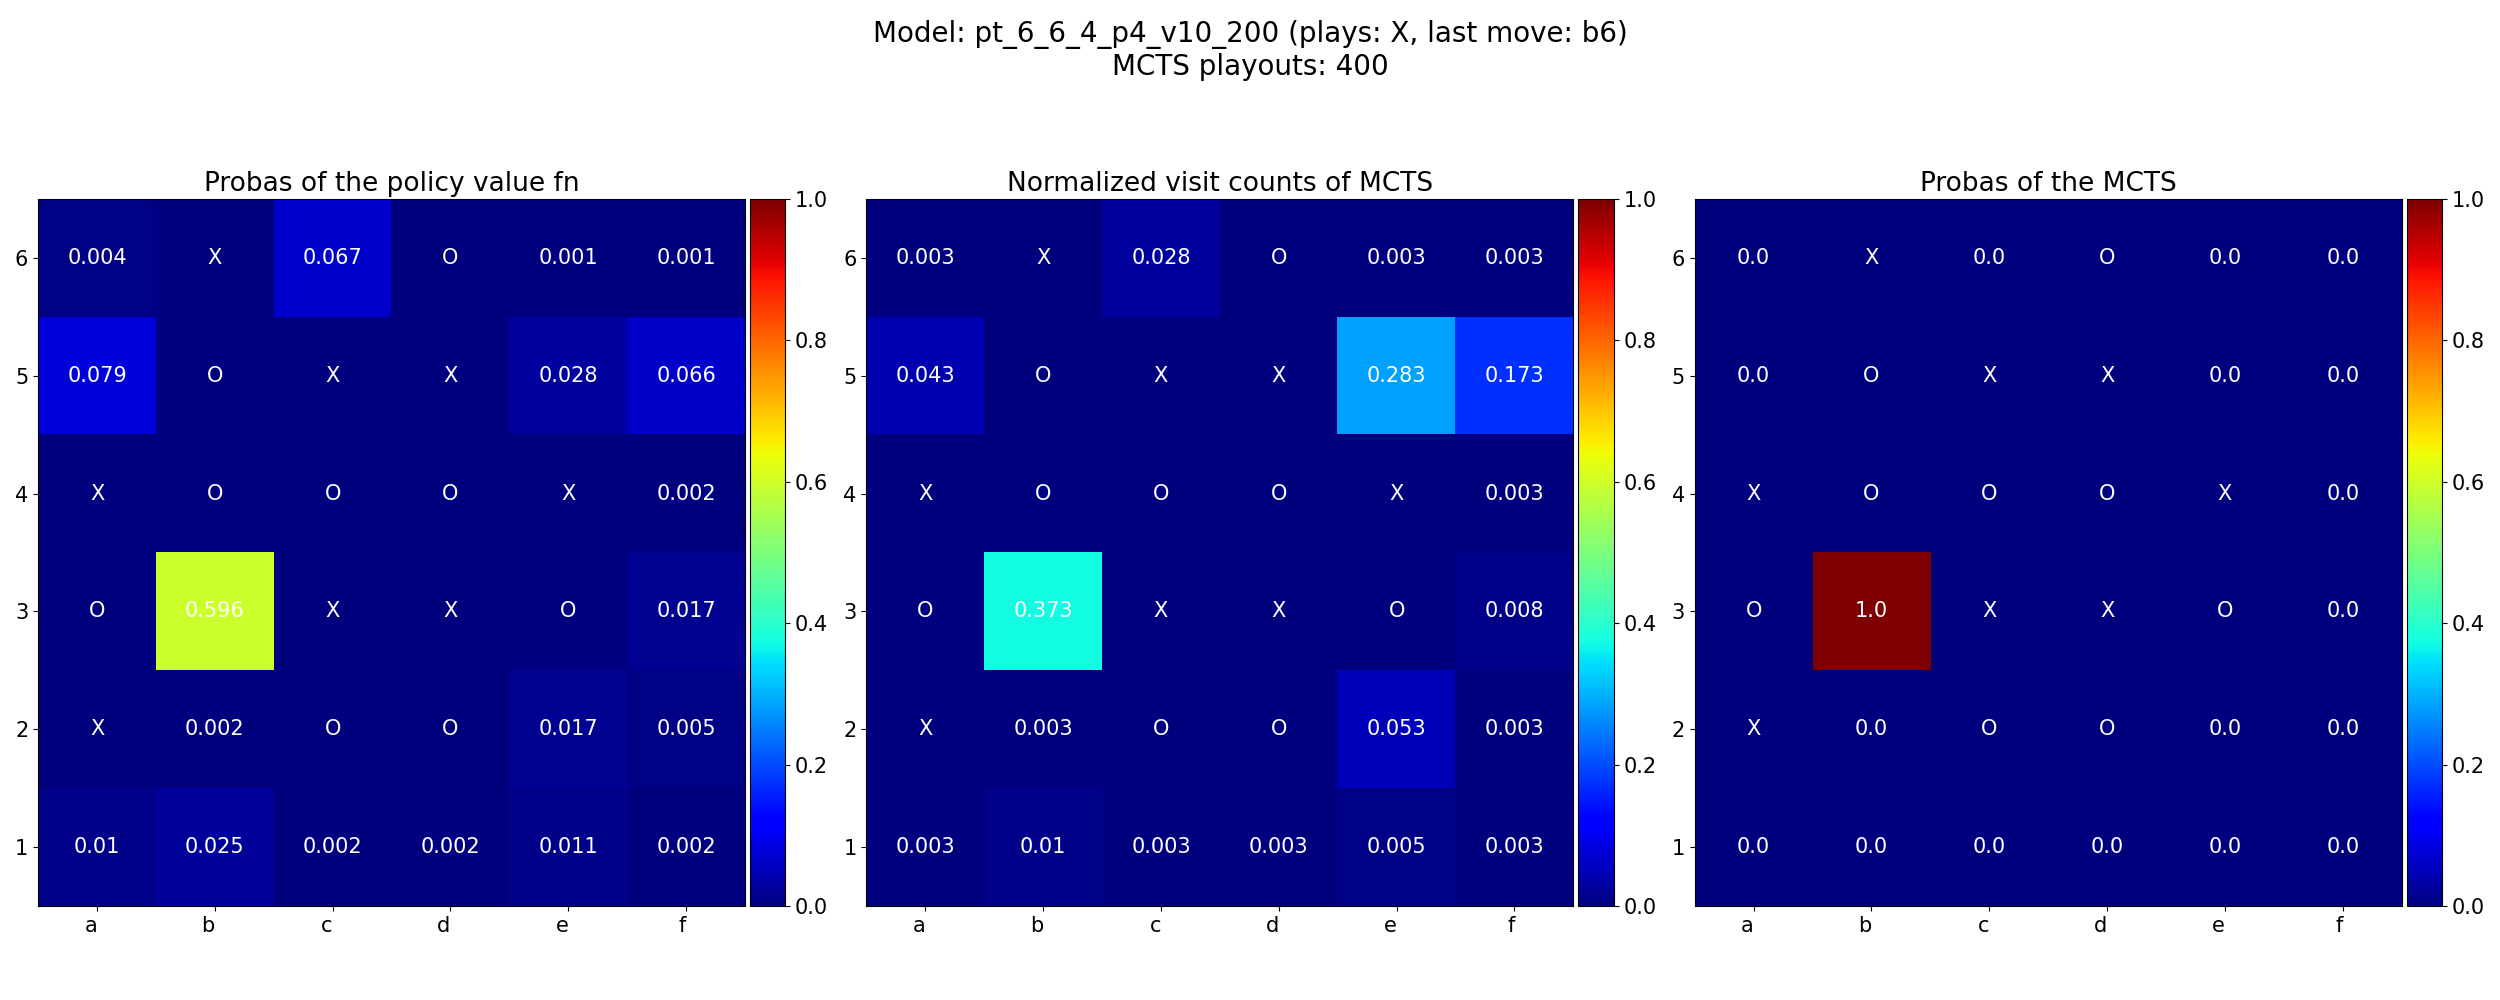 Model: pt_6_6_4_p4_v10_200 (plays: X, last move: b6)
MCTS playouts: 400
Probas of the policy value fn
6 0.004 X 0.067 O 0.001 0.001
5 0.079 O X X 0.028 0.066
4 X O O O X 0.002
3 O 0.596 X X O 0.017
2 X 0.002 O O 0.017 0.005
1 0.01 0.025 0.002 0.002 0.011 0.002
a b c d e f
1.0
0.8
0.6
0.4
0.2
0.0
Normalized visit counts of MCTS
6 0.003 X 0.028 O 0.003 0.003
5 0.043 O X X 0.283 0.173
4 X O O O X 0.003
3 O 0.373 X X O 0.008
2 X 0.003 O O 0.053 0.003
1 0.003 0.01 0.003 0.003 0.005 0.003
a b c d e f
1.0
0.8
0.6
0.4
0.2
0.0
Probas of the MCTS
6 0.0 X 0.0 O 0.0 0.0
5 0.0 O X X 0.0 0.0
4 X O O O X 0.0
3 O 1.0 X X O 0.0
2 X 0.0 O O 0.0 0.0
1 0.0 0.0 0.0 0.0 0.0 0.0
a b c d e f
1.0
0.8
0.6
0.4
0.2
0.0